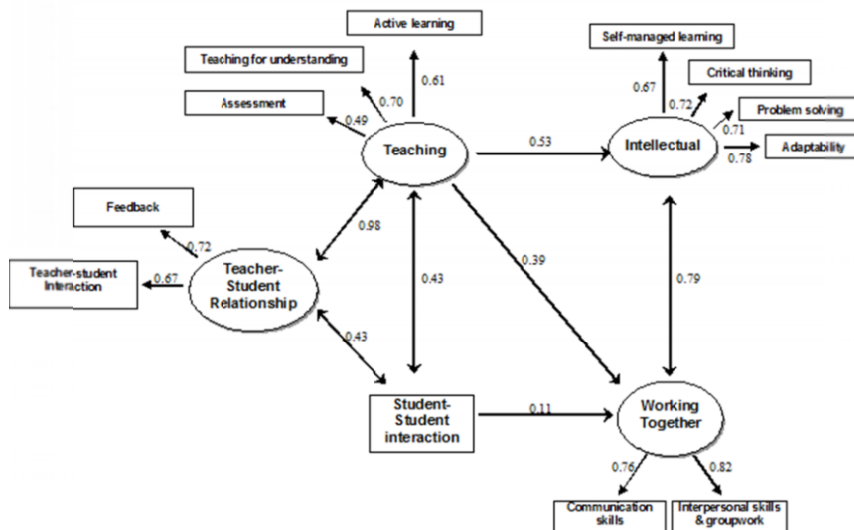 Active learning
Self-managed learning
Teaching for understanding
0.61
0.67
Critical thinking
0.70
0.72
Assessment
0.49
Problem solving
0.71
Teaching
0.53
Intellectual
0.78
Adaptability
Feedback
0.98
0.72
0.39
Teacher-student
Interaction
0.67
Teacher-
Student
Relationship
0.43
0.79
0.43
Student-
Student
interaction
0.11
Working
Together
0.76
0.82
Communication
skills
Interpersonal skills
& groupwork